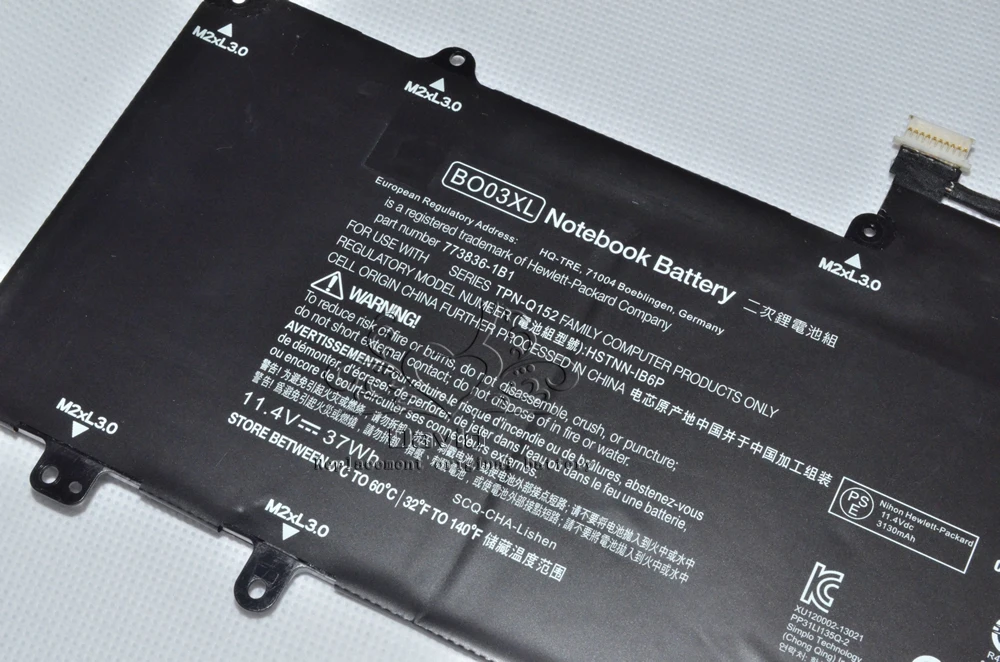 M2xL3.0
M2xL3.0
BO03XL Notebook Battery 二次鋰電池組
European Regulatory Address: HQ-TRE, 71004 Boeblingen, Germany
is a registered trademark of Hewlett-Packard Company
part number 773836-1B1
FOR USE WITH SERIES TPN-Q152 FAMILY COMPUTER PRODUCTS ONLY
REGULATORY MODEL NUMBER(電池組型號):HSTNN-IB6P
CELL ORIGIN CHINA FURTHER PROCESSED IN CHINA 电芯原产地中国并于中国加工组装
WARNING!
To reduce risk of fire or burns, do not disassemble, crush, or puncture;
do not short external contact, do not dispose of in fire or water.
AVERTISSEMENT! Pour réduire le risque d'incendie ou de brûlures, abstenez-vous
de démonter, d'écraser, de perforer, de jeter dans l'eau ou dans le feu une batterie,
ou encore de court-circuiter ses connecteurs externes.
11.4V 37Wh
STORE BETWEEN 0°C TO 60°C | 32°F TO 140°F 储藏温度范围
SCCQ-CHA-Lishen
M2xL3.0
M2xL3.0
M2xL3.0
PS
E
Nihon Hewlett-Packard
11.4Vdc
3130mAh
XU120002-13021
PP31LI135Q-2
Simplo Technology
(Chong Qing)
Replacement original battery